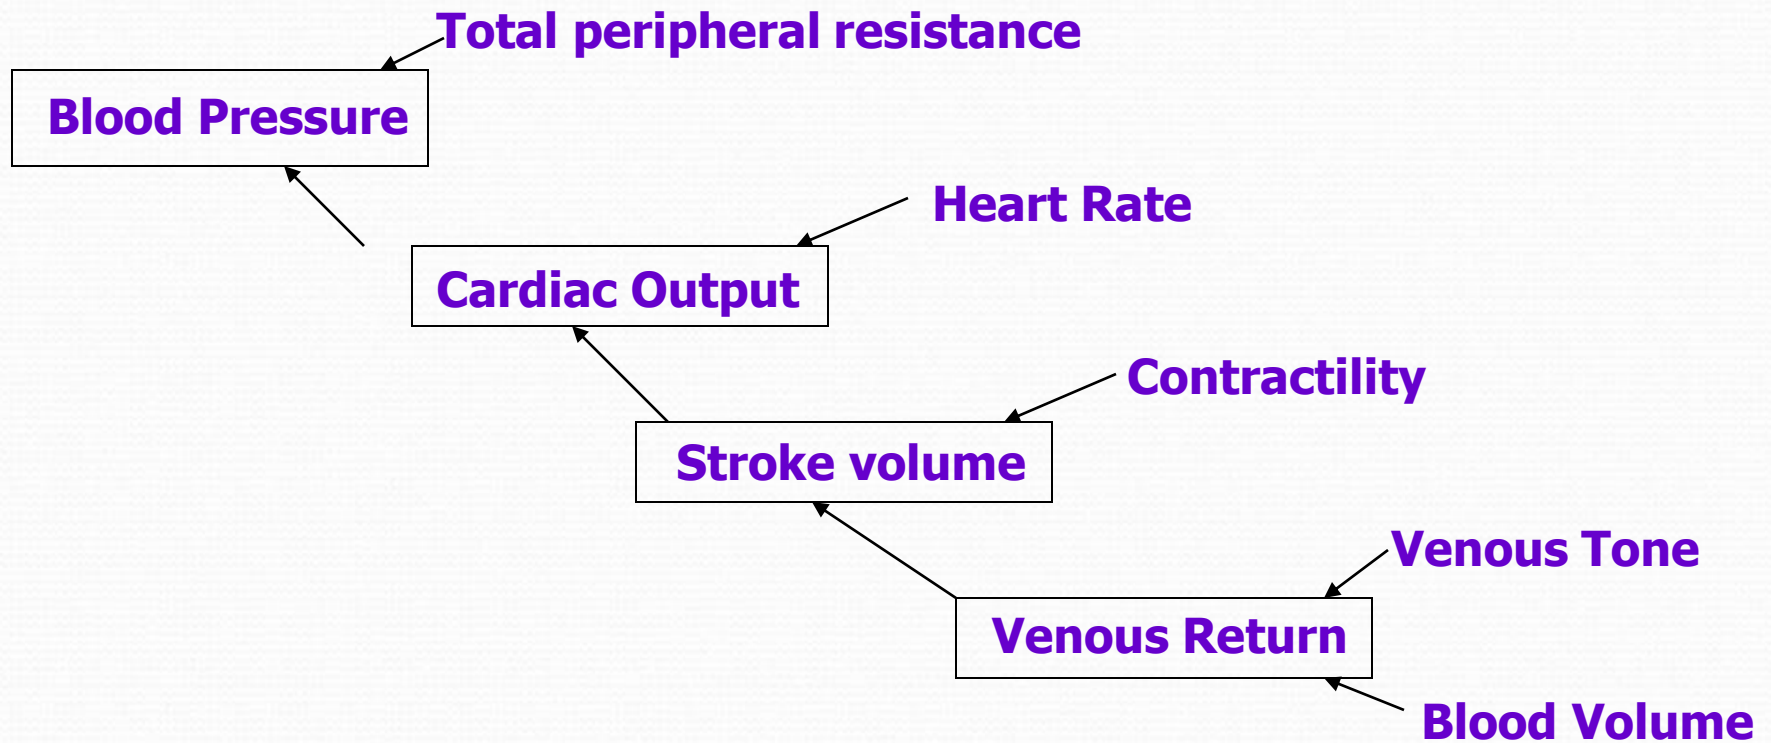 Total peripheral resistance
Blood Pressure
Heart Rate
Cardiac Output
Contractility
Stroke volume
Venous Tone
Venous Return
Blood Volume